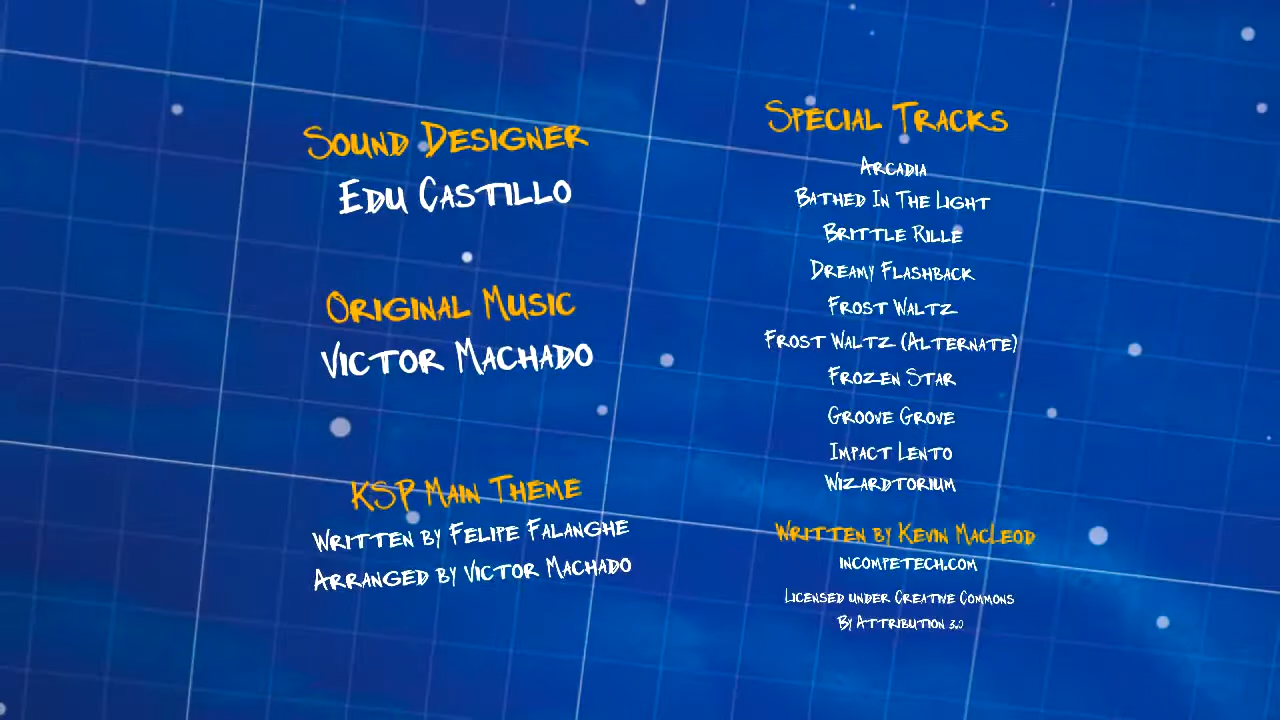 Sound Designer
Edu Castillo
Original Music
Victor Machado
KSP Main Theme
Written by Felipe Falanghe
Arranged by Victor Machado
Special Tracks
Arcadia
Bathed In The Light
Brittle Rille
Dreamy Flashback
Frost Waltz
Frost Waltz (Alternate)
Frozen Star
Groove Grove
Impact Lento
Wizardtorium
Written by Kevin MacLeod
incompetech.com
Licensed under Creative Commons
By Attribution 3.0